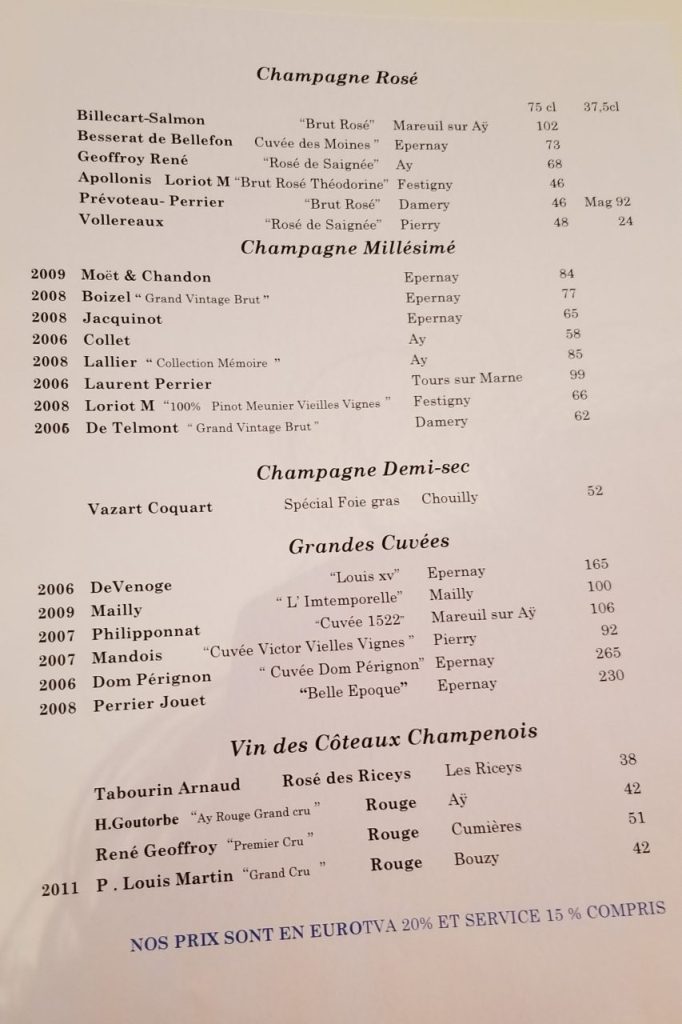 Champagne Rosé
75 cl 37,5cl
Billecart-Salmon "Brut Rosé" Mareuil sur Aÿ 102
Besserat de Bellefon Cuvée des Moines " Epernay 73
Geoffroy René "Rosé de Saignée" Ay 68
Apollonis Loriot M "Brut Rosé Théodorine" Festigny 46
Prévoteau- Perrier "Brut Rosé" Damery 46 Mag 92
Vollereaux "Rosé de Saignée" Pierry 48 24
Champagne Millésimé
2009 Moët & Chandon Epernay 84
2008 Boizel " Grand Vintage Brut " Epernay 77
2008 Jacquinot Epernay 65
2006 Collet Ay 58
2008 Lallier " Collection Mémoire " Ay 85
2006 Laurent Perrier Tours sur Marne 99
2008 Loriot M "100% Pinot Meunier Vieilles Vignes " Festigny 66
2006 De Telmont " Grand Vintage Brut " Damery 62
Champagne Demi-sec
Vazart Coquart Spécial Foie gras Chouilly 52
Grandes Cuvées
2006 DeVenoge "Louis xv" Epernay 165
2009 Mailly " L' Imtemporelle" Mailly 100
2007 Philipponnat "Cuvée 1522" Mareuil sur Aÿ 106
2007 Mandois "Cuvée Victor Vielles Vignes " Pierry 92
2006 Dom Pérignon " Cuvée Dom Pérignon" Epernay 265
2008 Perrier Jouet "Belle Epoque" Epernay 230
Vin des Côteaux Champenois
Tabourin Arnaud Rosé des Riceys Les Riceys 38
H.Goutorbe "Ay Rouge Grand cru " Rouge Aÿ 42
René Geoffroy "Premier Cru " Rouge Cumières 51
2011 P . Louis Martin "Grand Cru " Rouge Bouzy 42
NOS PRIX SONT EN EUROTVA 20% ET SERVICE 15 % COMPRIS